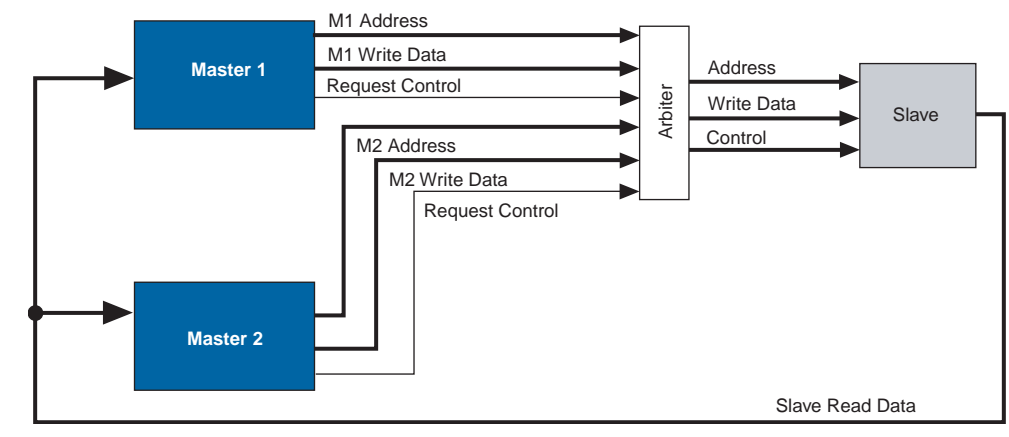 M1 Address
M1 Write Data
Master 1
Request Control
Address
Write Data
Control
Arbiter
Slave
M2 Address
M2 Write Data
Request Control
Master 2
Slave Read Data